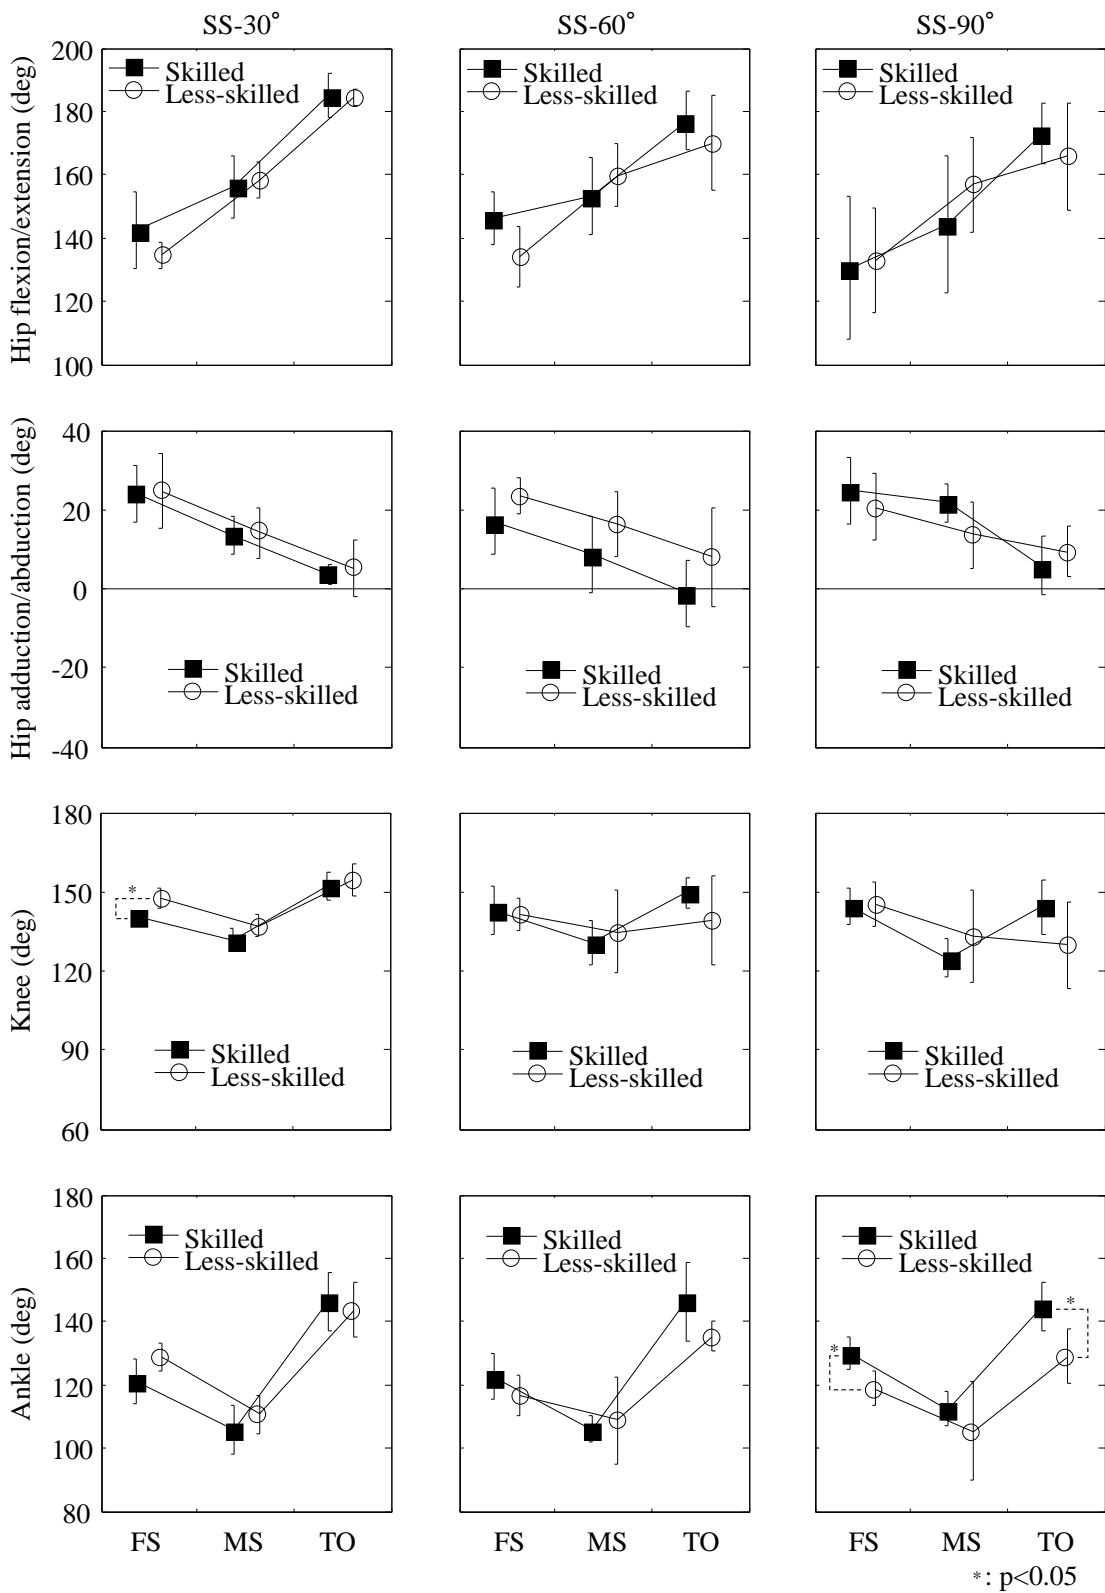 SS-30° SS-60° SS-90°
Hip flexion/extension (deg)
200
180
160
140
120
100
Skilled
Less-skilled
Skilled
Less-skilled
Skilled
Less-skilled
Hip adduction/abduction (deg)
40
20
0
-20
-40
Skilled
Less-skilled
Skilled
Less-skilled
Skilled
Less-skilled
Knee (deg)
180
150
120
90
60
*
Skilled
Less-skilled
Skilled
Less-skilled
Skilled
Less-skilled
Ankle (deg)
180
160
140
120
100
80
Skilled
Less-skilled
Skilled
Less-skilled
Skilled
Less-skilled
*
*
FS MS TO FS MS TO FS MS TO
*: p<0.05